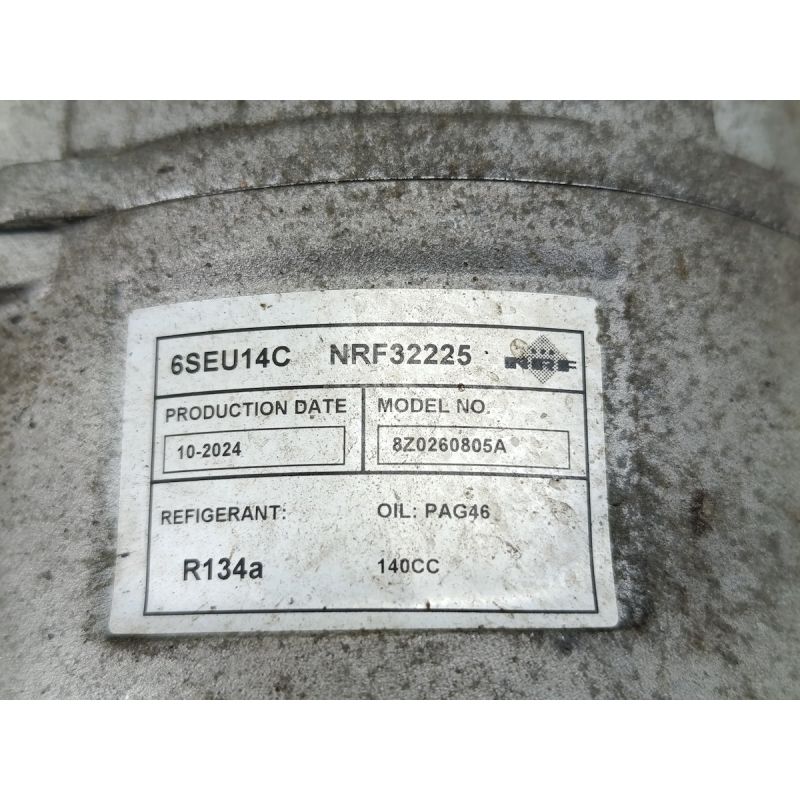 6SEU14C NRF32225 NRF
PRODUCTION DATE MODEL NO.
10-2024 8Z0260805A
REFIGERANT: OIL: PAG46
R134a 140CC